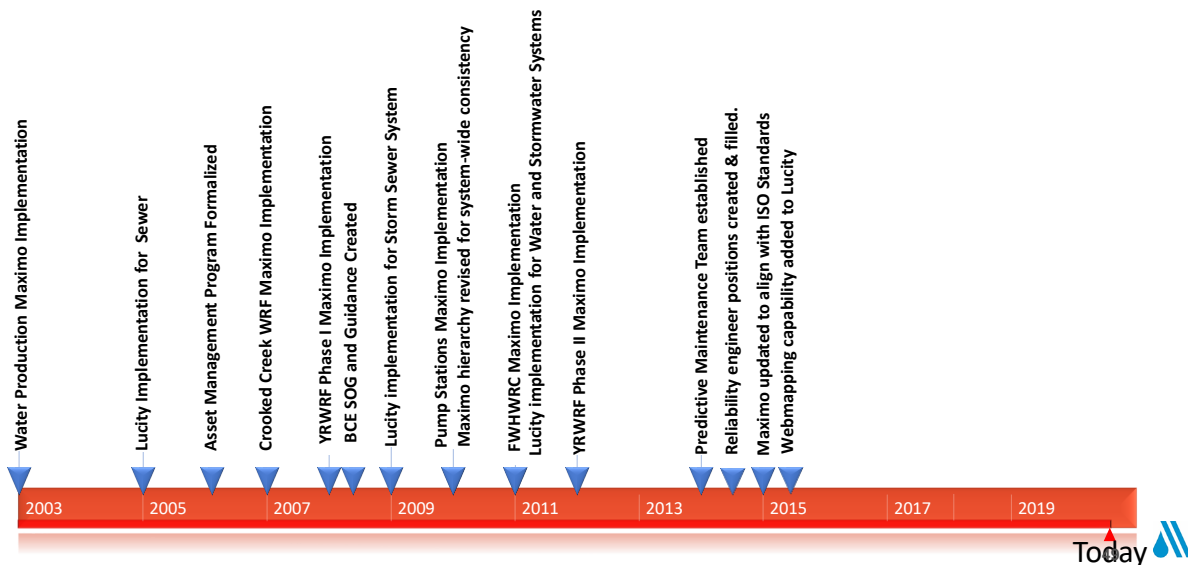 Water Production Maximo Implementation
Lucity Implementation for Sewer
Asset Management Program Formalized
Crooked Creek WRF Maximo Implementation
YRWRF Phase I Maximo Implementation
BCE SOG and Guidance Created
Lucity implementation for Storm Sewer System
Pump Stations Maximo Implementation
Maximo hierarchy revised for system-wide consistency
FWHWRC Maximo Implementation
Lucity implementation for Water and Stormwater Systems
YRWRF Phase II Maximo Implementation
Predictive Maintenance Team established
Reliability engineer positions created & filled.
Maximo updated to align with ISO Standards
Webmapping capability added to Lucity
2003
2005
2007
2009
2011
2013
2015
2017
2019
Today
49